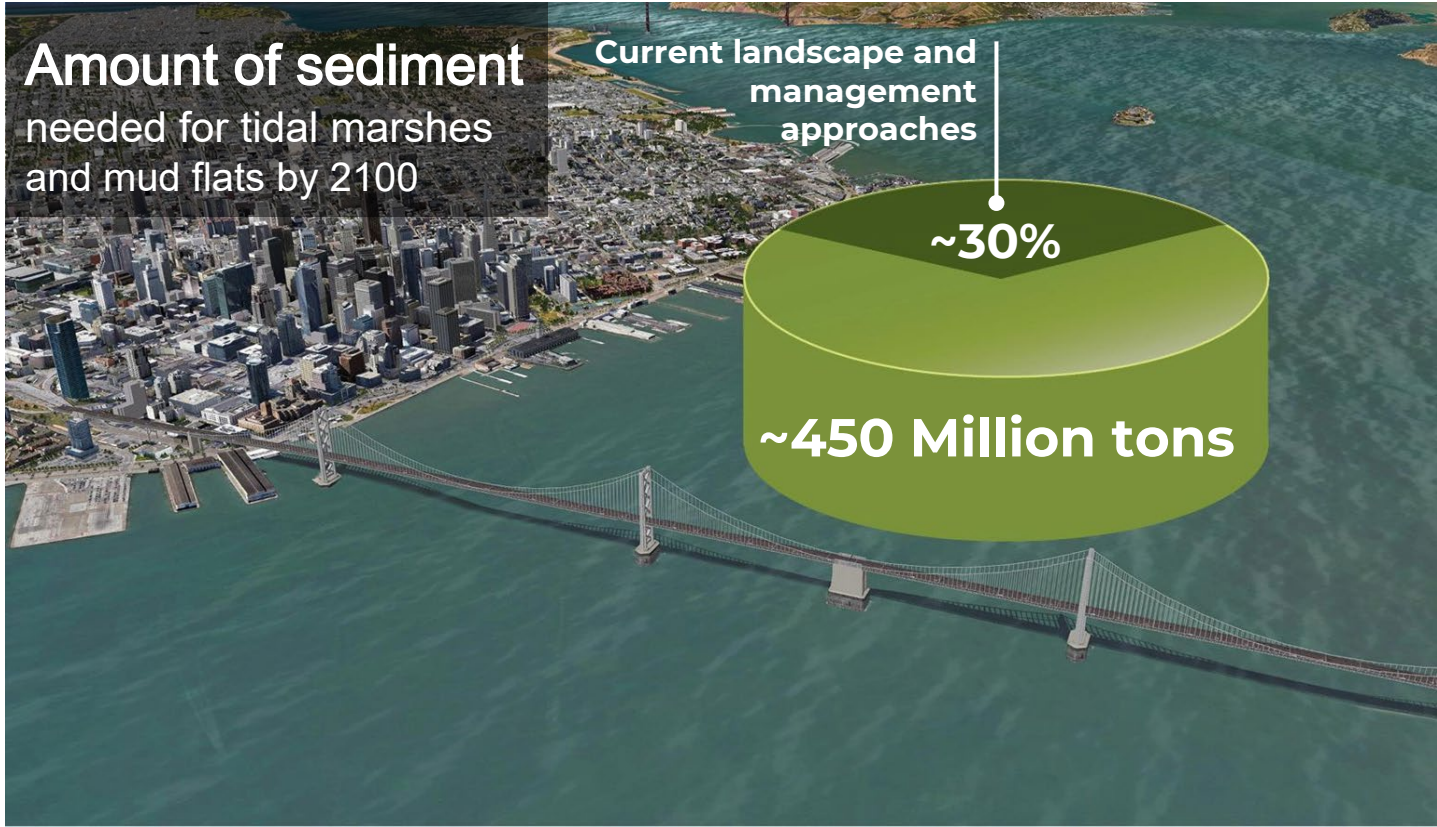 Amount of sediment
needed for tidal marshes
and mud flats by 2100
Current landscape and
management
approaches
~30%
~450 Million tons